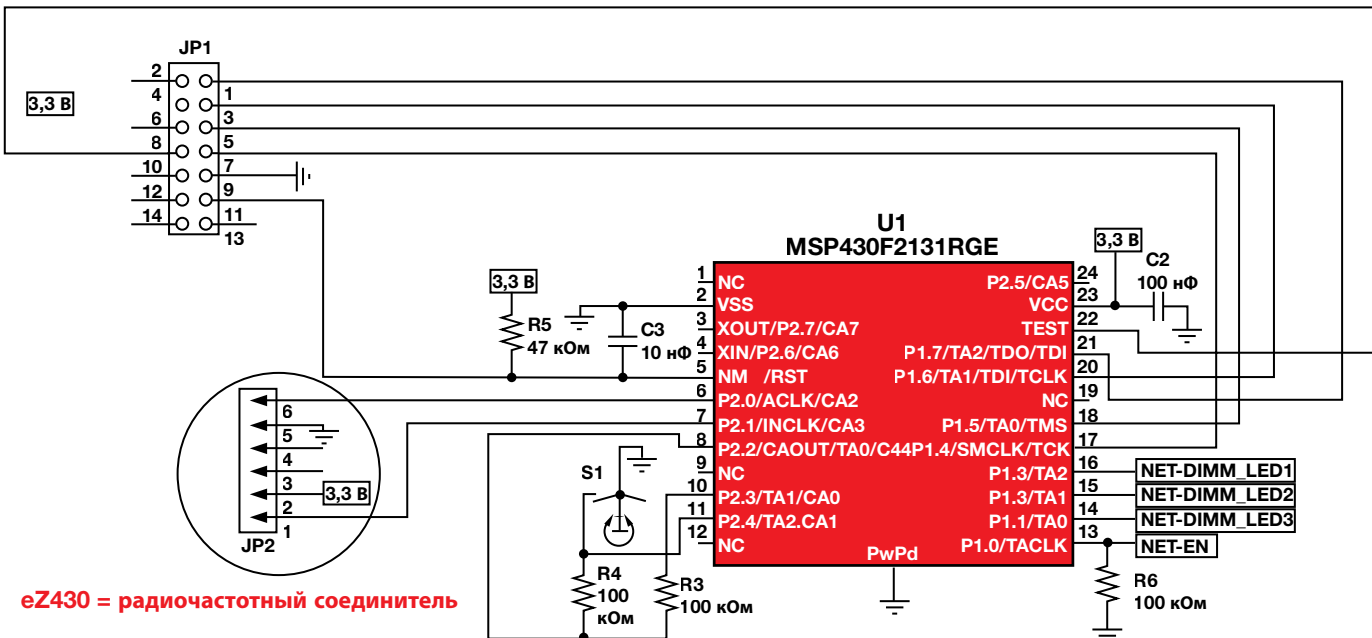 JP1
2
4
6
8
10
12
14
1
3
5
7
9
11
13
3,3 В
U1
MSP430F2131RGE
3,3 В
C2
100 нФ
3,3 В
R5
47 кОм
C3
10 нФ
1 NC
2 VSS
3 XOUT/P2.7/CA7
4 XIN/P2.6/CA6
5 NM /RST
6 P2.0/ACLK/CA2
7 P2.1/INCLK/CA3
8 P2.2/CAOUT/TA0/C44
9 NC
10 P2.3/TA1/CA0
11 P2.4/TA2.CA1
12 NC
P2.5/CA5 24
VCC 23
TEST 22
P1.7/TA2/TDO/TDI 21
P1.6/TA1/TDI/TCLK 20
NC 19
P1.5/TA0/TMS 18
P1.4/SMCLK/TCK 17
P1.3/TA2 16
P1.3/TA1 15
P1.1/TA0 14
P1.0/TACLK 13
PwPd
NET-DIMM_LED1
NET-DIMM_LED2
NET-DIMM_LED3
NET-EN
R6
100 кОм
S1
R4
100
кОм
R3
100 кОм
6
5
4
3
2
1
3,3 В
JP2
eZ430 = радиочастотный соединитель